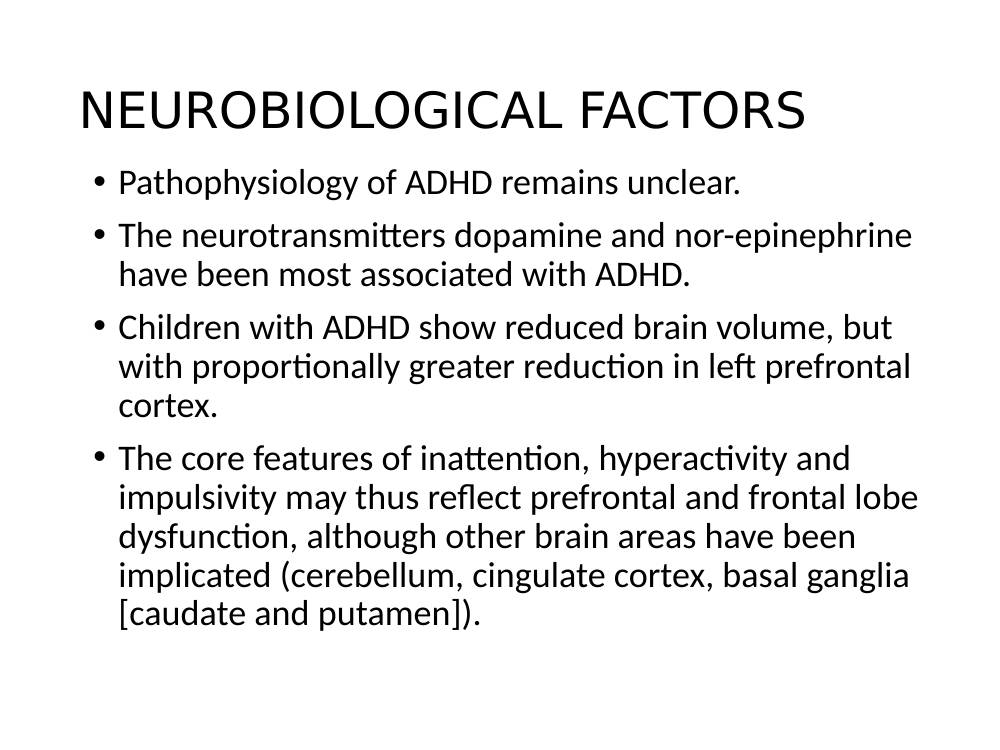 NEUROBIOLOGICAL FACTORS
• Pathophysiology of ADHD remains unclear.
• The neurotransmitters dopamine and nor-epinephrine
have been most associated with ADHD.
• Children with ADHD show reduced brain volume, but
with proportionally greater reduction in left prefrontal
cortex.
• The core features of inattention, hyperactivity and
impulsivity may thus reflect prefrontal and frontal lobe
dysfunction, although other brain areas have been
implicated (cerebellum, cingulate cortex, basal ganglia
[caudate and putamen]).